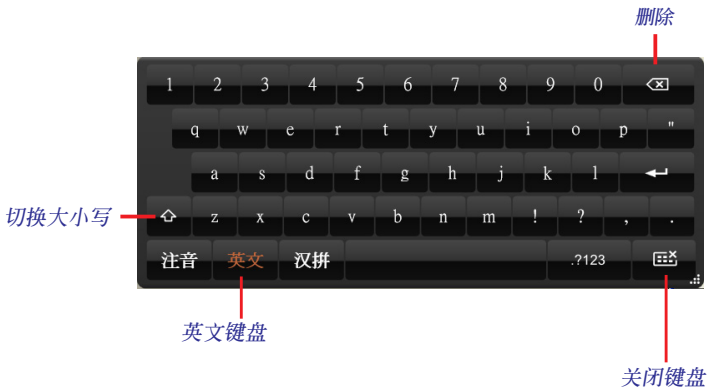 删除
1 2 3 4 5 6 7 8 9 0
q w e r t y u i o p "
a s d f g h j k l
切换大小写 z x c v b n m ! ? , .
注音 英文 汉拼 .?123
英文键盘
关闭键盘